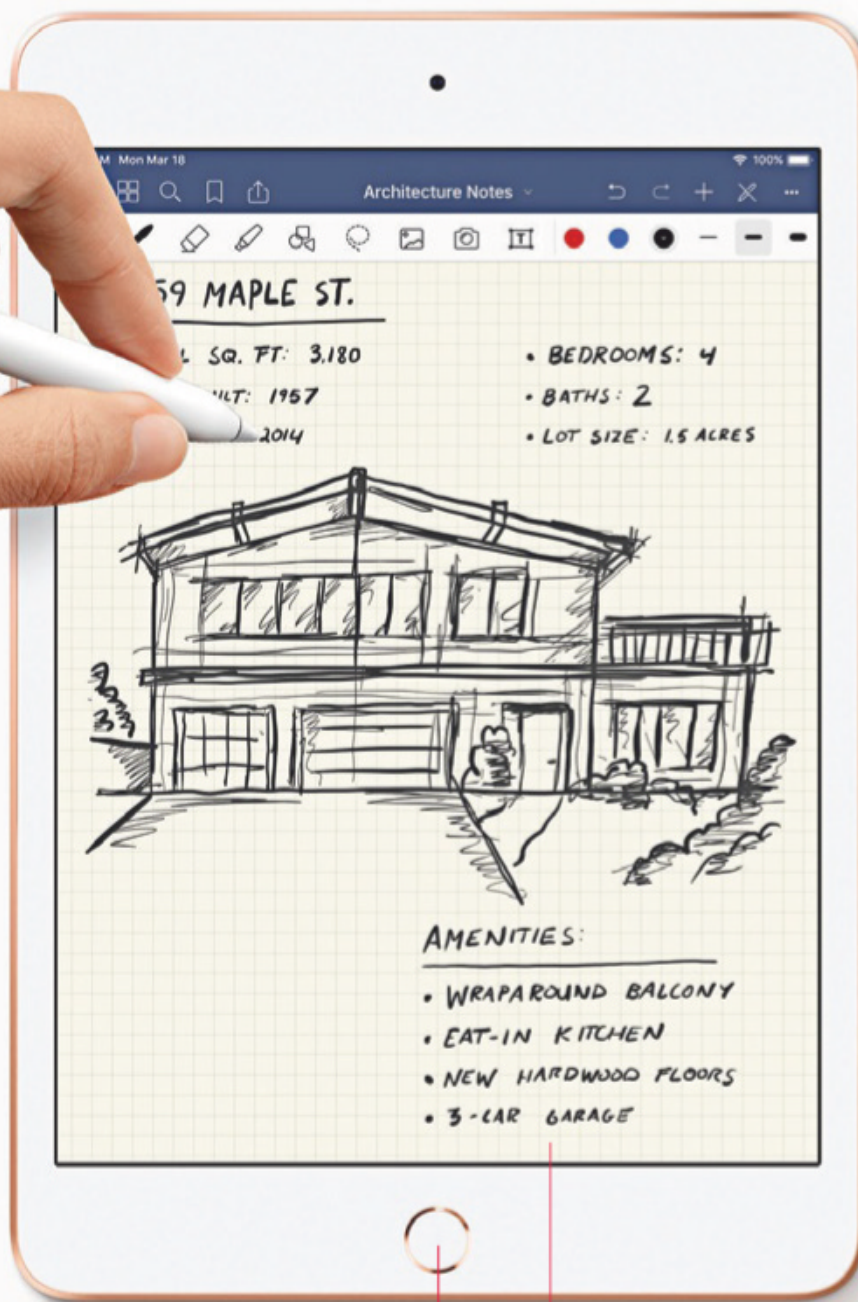 M Mon Mar 18
100%
Architecture Notes
T
59 MAPLE ST.
SQ. FT: 3,180
1957
2014
• BEDROOMS: 4
• BATHS: 2
• LOT SIZE: 1.5 ACRES
AMENITIES:
• WRAPAROUND BALCONY
• EAT-IN KITCHEN
• NEW HARDWOOD FLOORS
• 3-CAR GARAGE